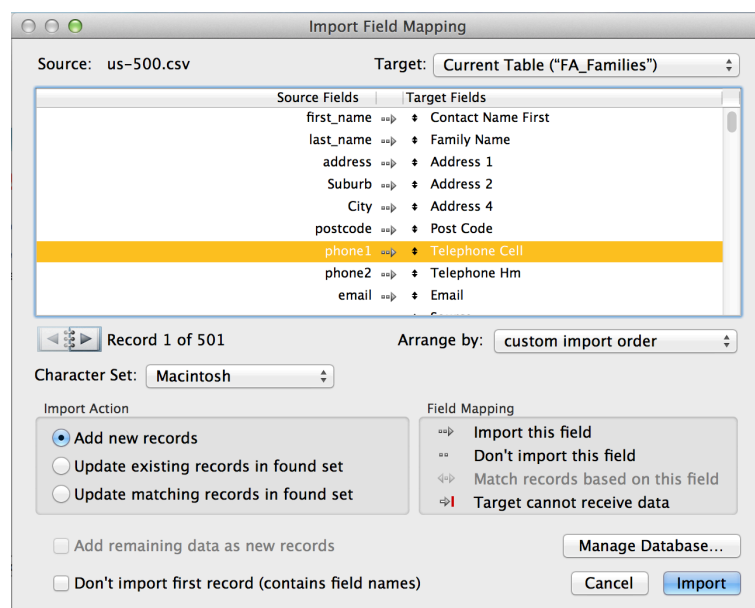 Import Field Mapping
Source: us-500.csv Target: Current Table ("FA_Families")
Source Fields Target Fields
first_name Contact Name First
last_name Family Name
address Address 1
Suburb Address 2
City Address 4
postcode Post Code
phone1 Telephone Cell
phone2 Telephone Hm
email Email
Record 1 of 501 Arrange by: custom import order
Character Set: Macintosh
Import Action Field Mapping
Add new records Import this field
Update existing records in found set Don't import this field
Update matching records in found set Match records based on this field
Target cannot receive data
Add remaining data as new records Manage Database...
Don't import first record (contains field names) Cancel Import